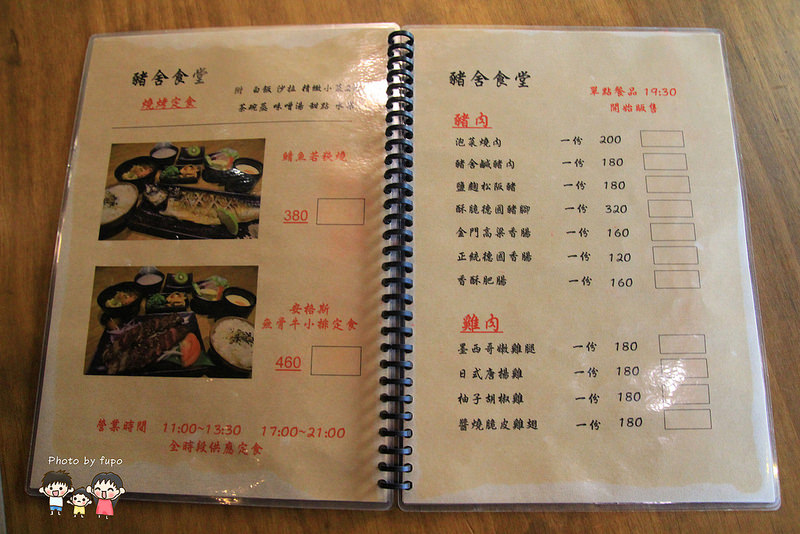 豬舍食堂
附 白飯 沙拉 精緻小菜
燒烤定食
茶碗蒸 味噌湯 甜點 水果
鯖魚若狹燒
380
安格斯
無骨牛小排定食
460
營業時間 11:00~13:30 17:00~21:00
全時段供應定食
Photo by fupo
豬舍食堂
單點餐品 19:30
開始販售
豬肉
泡菜燒肉 一份 200
豬舍鹹豬肉 一份 180
鹽麴松阪豬 一份 180
酥脆德國豬腳 一份 320
金門高粱香腸 一份 160
正統德國香腸 一份 120
香酥肥腸 一份 160
雞肉
墨西哥嫩雞腿 一份 180
日式唐揚雞 一份 180
柚子胡椒雞 一份 180
醬燒脆皮雞翅 一份 180